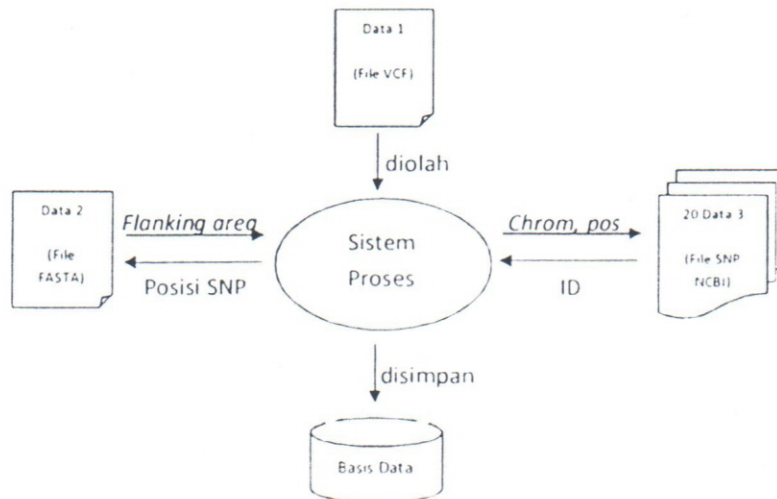 Data 1
(File VCF)
diolah
Data 2
(File
FASTA)
Flanking area
Posisi SNP
Sistem
Proses
Chrom, pos
ID
20 Data 3
(File SNP
NCBI)
disimpan
Basis Data